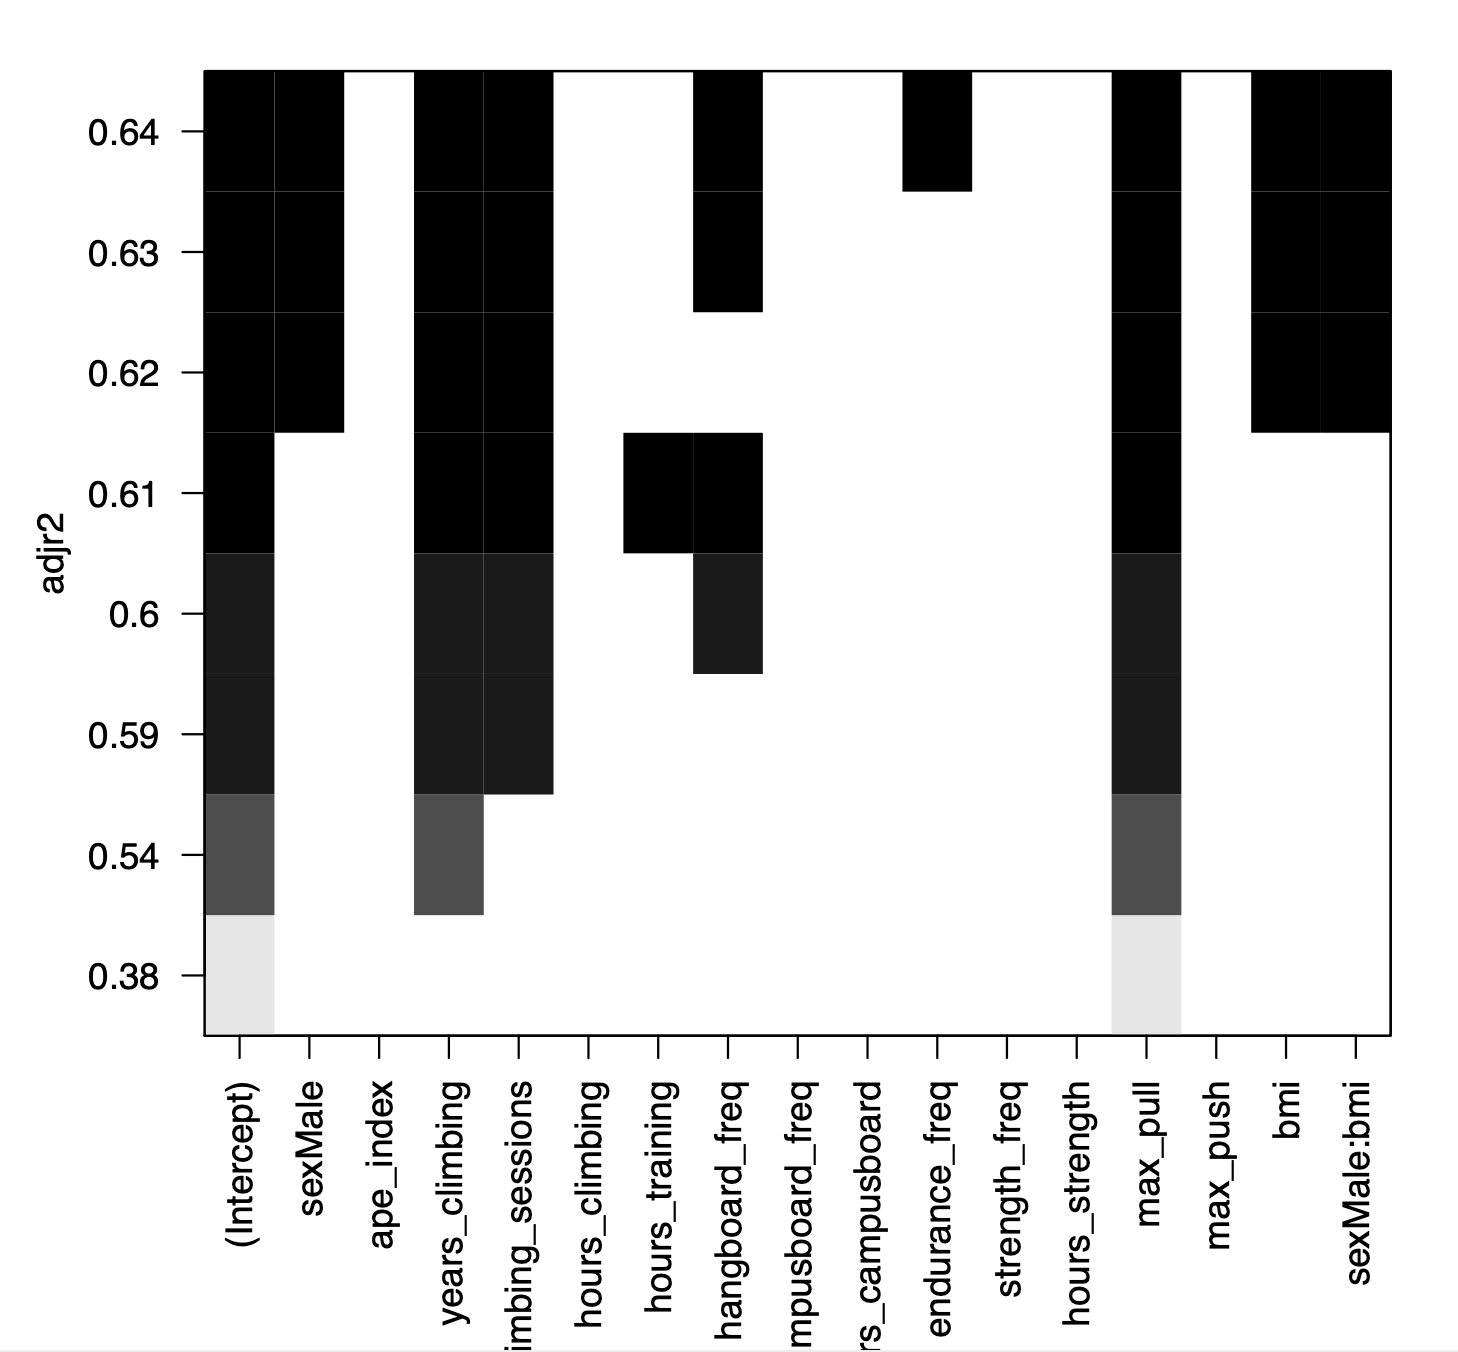 0.64
0.63
0.62
0.61
0.6
0.59
0.54
0.38
adjr2
(Intercept)
sexMale
ape_index
years_climbing
imbing_sessions
hours_climbing
hours_training
hangboard_freq
mpusboard_freq
rs_campusboard
endurance_freq
strength_freq
hours_strength
max_pull
max_push
bmi
sexMale:bmi